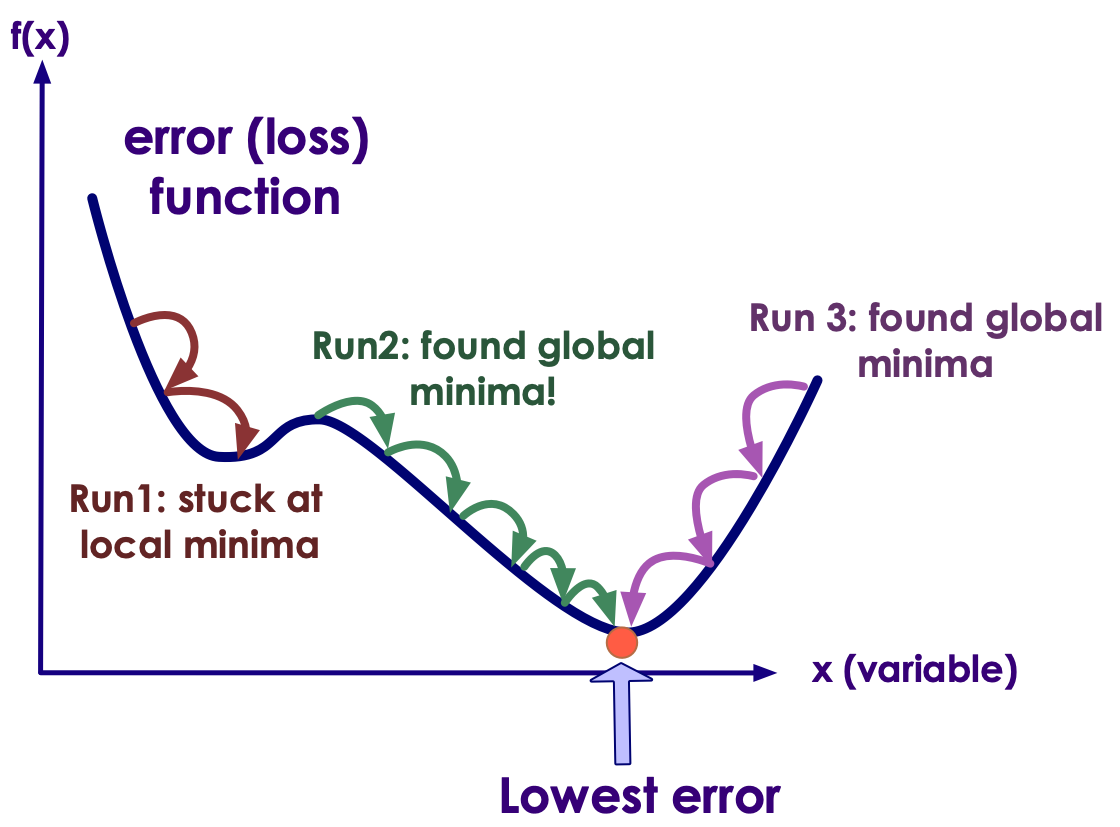 f(x)
error (loss)
function
Run 3: found global
minima
Run2: found global
minima!
Run1: stuck at
local minima
x (variable)
Lowest error